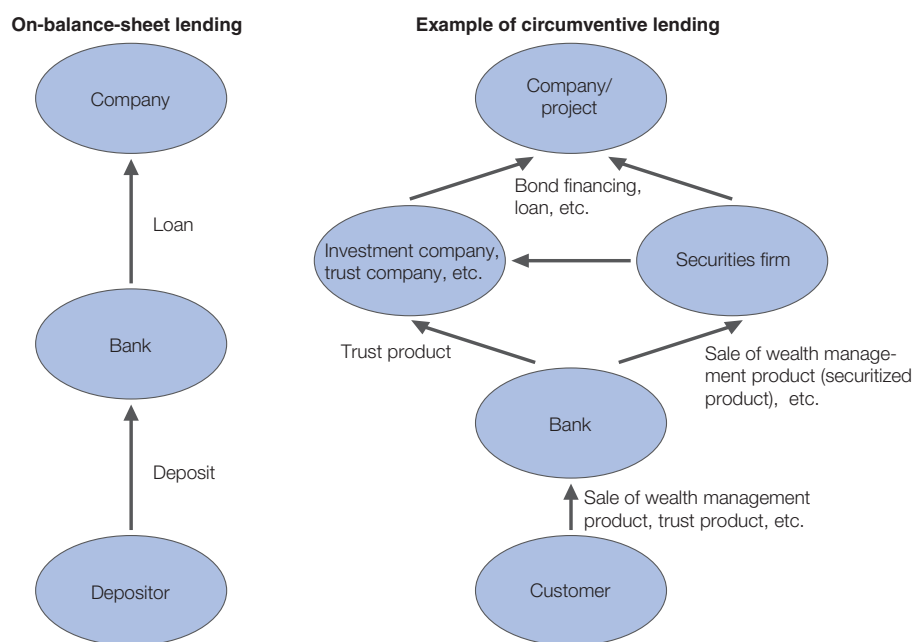 On-balance-sheet lending
Company
Loan
Bank
Deposit
Depositor
Example of circumventive lending
Company/
project
Bond financing,
loan, etc.
Investment company,
trust company, etc.
Securities firm
Trust product
Sale of wealth manage-
ment product (securitized
product), etc.
Bank
Sale of wealth management
product, trust product, etc.
Customer